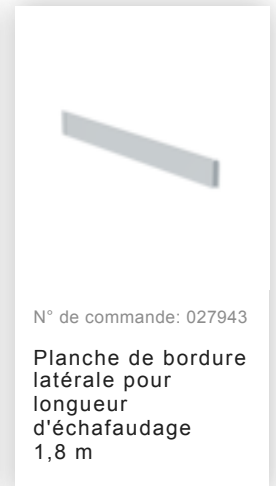 N° de commande: 027943
Planche de bordure
latérale pour
longueur
d'échafaudage
1,8 m